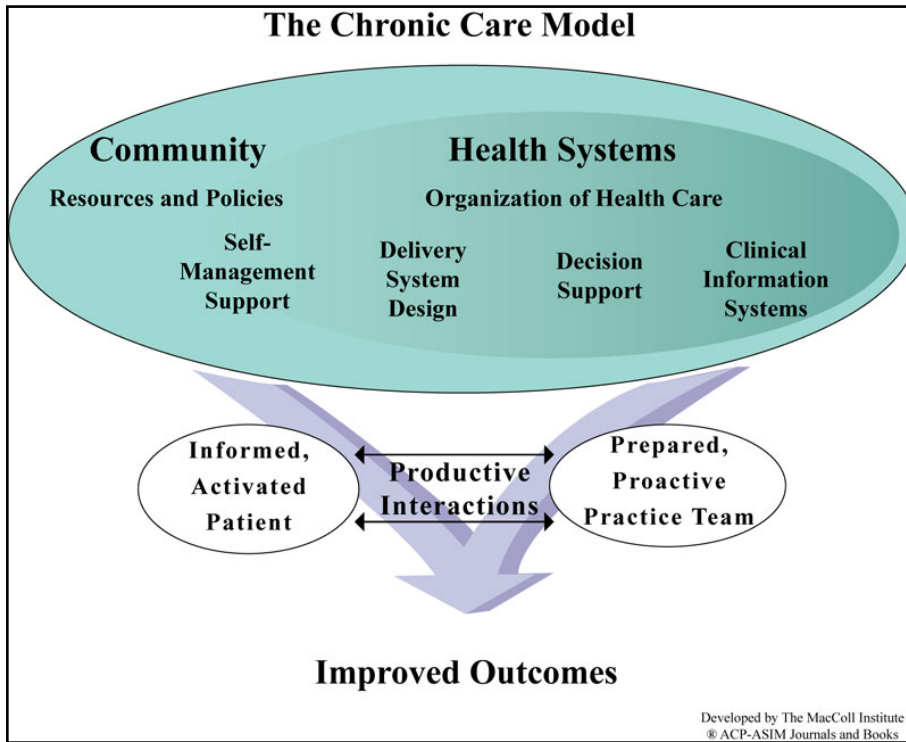 The Chronic Care Model
Community
Resources and Policies
Health Systems
Organization of Health Care
Self-
Management
Support
Delivery
System
Design
Decision
Support
Clinical
Information
Systems
Informed,
Activated
Patient
Productive
Interactions
Prepared,
Proactive
Practice Team
Improved Outcomes
Developed by The MacColl Institute
® ACP-ASIM Journals and Books